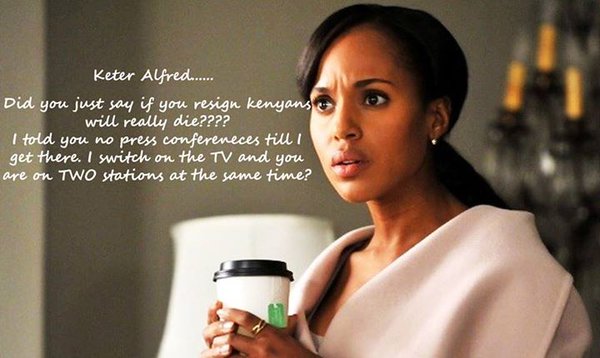 Keter Alfred......
Did you just say if you resign kenyans
will really die????
I told you no press confereneces till I
get there. I switch on the TV and you
are on TWO stations at the same time?